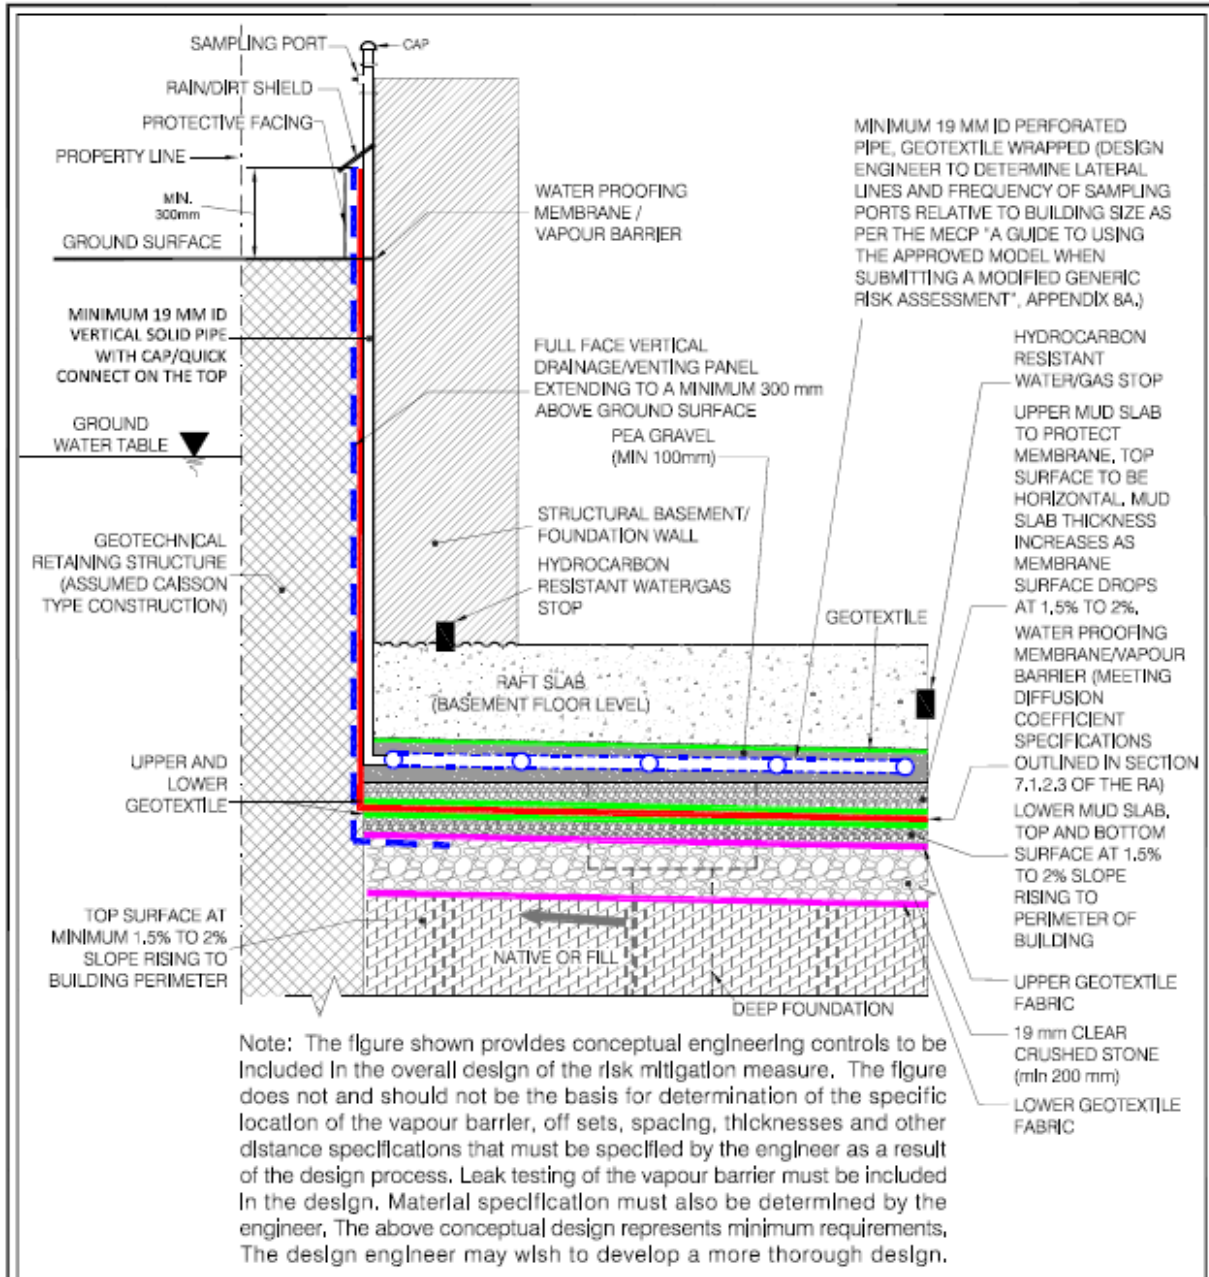 SAMPLING PORT
CAP
RAIN/DIRT SHIELD
PROTECTIVE FACING
PROPERTY LINE
MIN.
300mm
GROUND SURFACE
MINIMUM 19 MM ID
VERTICAL SOLID PIPE
WITH CAP/QUICK
CONNECT ON THE TOP
GROUND
WATER TABLE
GEOTECHNICAL
RETAINING STRUCTURE
(ASSUMED CAISSON
TYPE CONSTRUCTION)
UPPER AND
LOWER
GEOTEXTILE
TOP SURFACE AT
MINIMUM 1.5% TO 2%
SLOPE RISING TO
BUILDING PERIMETER
WATER PROOFING
MEMBRANE /
VAPOUR BARRIER
FULL FACE VERTICAL
DRAINAGE/VENTING PANEL
EXTENDING TO A MINIMUM 300 mm
ABOVE GROUND SURFACE
PEA GRAVEL
(MIN 100mm)
STRUCTURAL BASEMENT/
FOUNDATION WALL
HYDROCARBON
RESISTANT WATER/GAS
STOP
GEOTEXTILE
RAFT SLAB
(BASEMENT FLOOR LEVEL)
NATIVE OR FILL
DEEP FOUNDATION
MINIMUM 19 MM ID PERFORATED
PIPE, GEOTEXTILE WRAPPED (DESIGN
ENGINEER TO DETERMINE LATERAL
LINES AND FREQUENCY OF SAMPLING
PORTS RELATIVE TO BUILDING SIZE AS
PER THE MECP "A GUIDE TO USING
THE APPROVED MODEL WHEN
SUBMITTING A MODIFIED GENERIC
RISK ASSESSMENT", APPENDIX 8A.)
HYDROCARBON
RESISTANT
WATER/GAS STOP
UPPER MUD SLAB
TO PROTECT
MEMBRANE, TOP
SURFACE TO BE
HORIZONTAL. MUD
SLAB THICKNESS
INCREASES AS
MEMBRANE
SURFACE DROPS
AT 1.5% TO 2%.
WATER PROOFING
MEMBRANE/VAPOUR
BARRIER (MEETING
DIFFUSION
COEFFICIENT
SPECIFICATIONS
OUTLINED IN SECTION
7.1.2.3 OF THE RA)
LOWER MUD SLAB,
TOP AND BOTTOM
SURFACE AT 1.5%
TO 2% SLOPE
RISING TO
PERIMETER OF
BUILDING
UPPER GEOTEXTILE
FABRIC
19 mm CLEAR
CRUSHED STONE
(min 200 mm)
LOWER GEOTEXTILE
FABRIC
Note: The figure shown provides conceptual engineering controls to be
included in the overall design of the risk mitigation measure. The figure
does not and should not be the basis for determination of the specific
location of the vapour barrier, off sets, spacing, thicknesses and other
distance specifications that must be specified by the engineer as a result
of the design process. Leak testing of the vapour barrier must be included
in the design. Material specification must also be determined by the
engineer. The above conceptual design represents minimum requirements.
The design engineer may wish to develop a more thorough design.